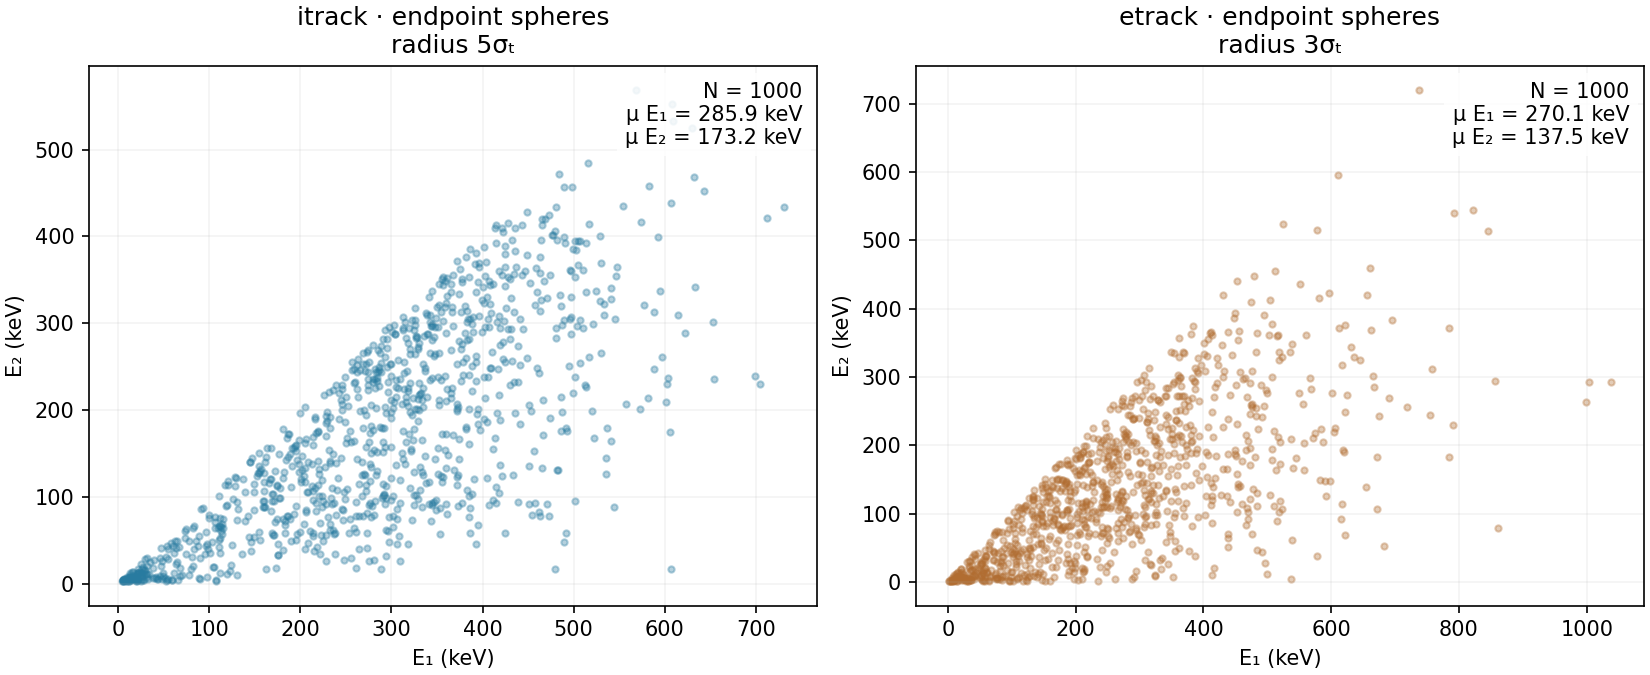 itrack · endpoint spheres
radius 5σₜ
N = 1000
μ E₁ = 285.9 keV
μ E₂ = 173.2 keV
E₂ (keV)
500
400
300
200
100
0
0 100 200 300 400 500 600 700
E₁ (keV)
etrack · endpoint spheres
radius 3σₜ
N = 1000
μ E₁ = 270.1 keV
μ E₂ = 137.5 keV
E₂ (keV)
700
600
500
400
300
200
100
0
0 200 400 600 800 1000
E₁ (keV)